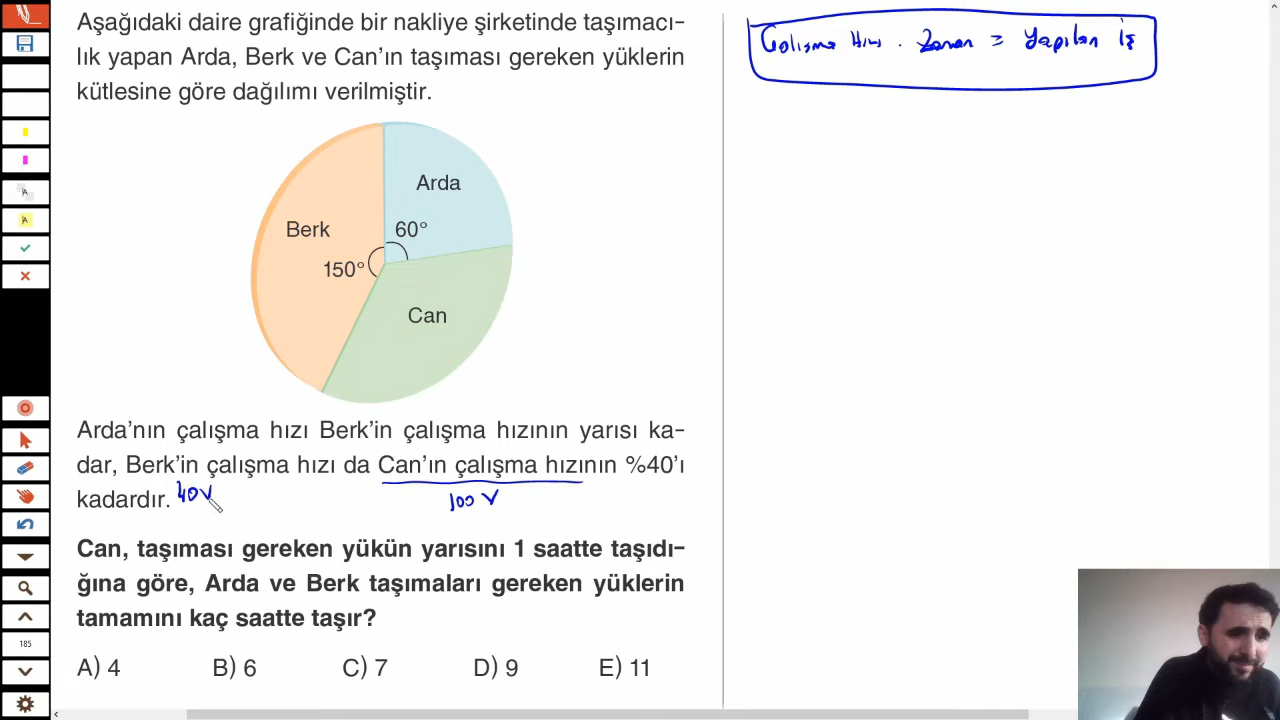 Aşağıdaki daire grafiğinde bir nakliye şirketinde taşımacı-
lık yapan Arda, Berk ve Can'ın taşıması gereken yüklerin
kütlesine göre dağılımı verilmiştir.
Arda
Berk
60°
150°
Can
Arda'nın çalışma hızı Berk'in çalışma hızının yarısı ka-
dar, Berk'in çalışma hızı da Can'ın çalışma hızının %40'ı
kadardır. 40V
100 V
Can, taşıması gereken yükün yarısını 1 saatte taşıdı-
ğına göre, Arda ve Berk taşımaları gereken yüklerin
tamamını kaç saatte taşır?
A) 4 B) 6 C) 7 D) 9 E) 11
Çalışma Hızı . Zaman = Yapılan İş
A
A
185